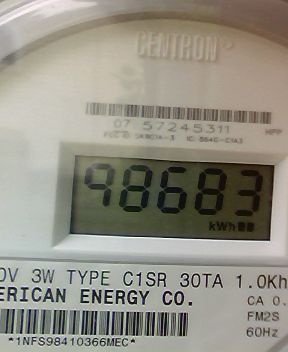 CENTRON®
07 57245311
HPP
98683
kWh
0V 3W TYPE C1SR 30TA 1.0Kh
ERICAN ENERGY CO.
CA 0.
FM2S
60Hz
*1NFS98410366MEC*